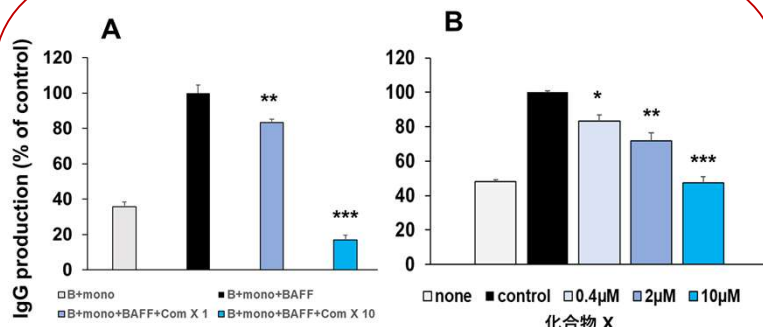 A
B
IgG production (% of control)
120
100
80
60
40
20
0
**
***
120
100
80
60
40
20
0
*
**
***
B+mono
B+mono+BAFF
B+mono+BAFF+Com X 1
B+mono+BAFF+Com X 10
none
control
0.4µM
2µM
10µM
化合物 X